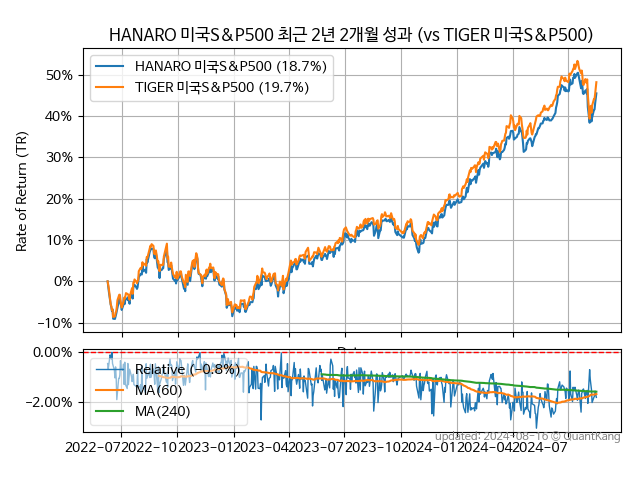 HANARO 미국S&P500 최근 2년 2개월 성과 (vs TIGER 미국S&P500)
HANARO 미국S&P500 (18.7%)
TIGER 미국S&P500 (19.7%)
Rate of Return (TR)
50%
40%
30%
20%
10%
0%
−10%
0.00%
−2.00%
Relative (−0.8%)
MA(60)
MA(240)
updated: 2024-08-16 © QuantKang
2022-07 2022-10 2023-01 2023-04 2023-07 2023-10 2024-01 2024-04 2024-07